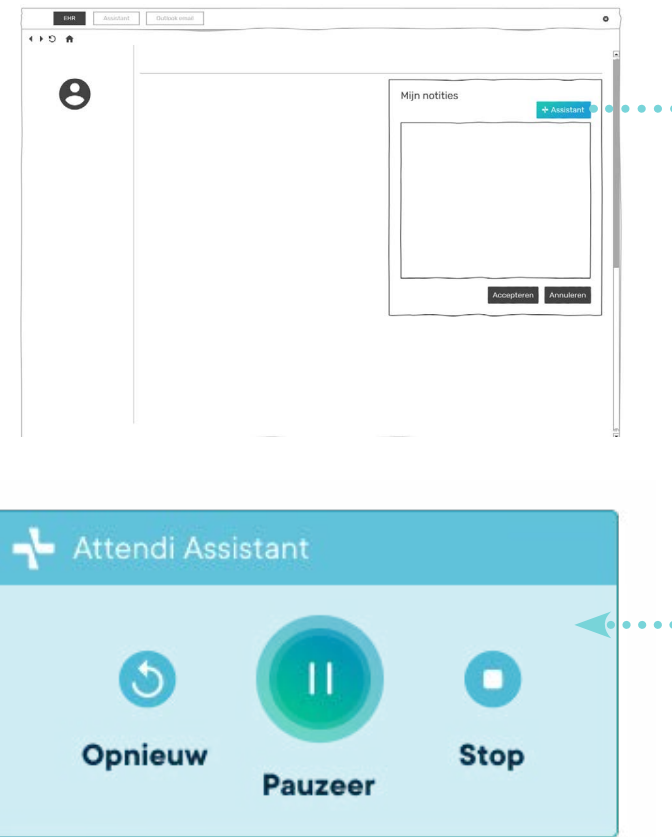 EHR Assistant Outlook email
Mijn notities
+ Assistant
Accepteren Annuleren
Attendi Assistant
Opnieuw Pauzeer Stop